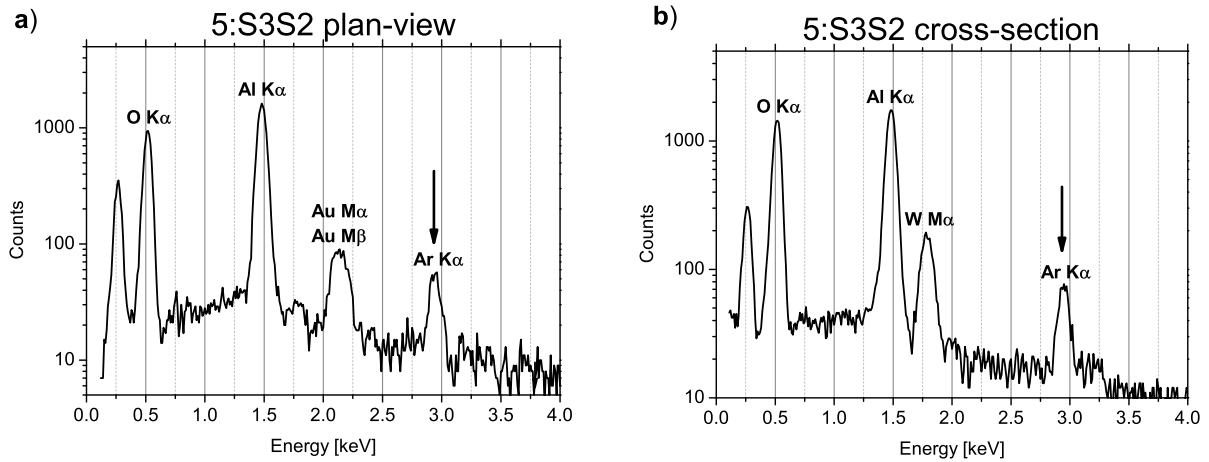 a)
5:S3S2 plan-view
Counts
1000
100
10
O Kα
Al Kα
Au Mα
Au Mβ
Ar Kα
0.0 0.5 1.0 1.5 2.0 2.5 3.0 3.5 4.0
Energy [keV]
b)
5:S3S2 cross-section
Counts
1000
100
10
O Kα
Al Kα
W Mα
Ar Kα
0.0 0.5 1.0 1.5 2.0 2.5 3.0 3.5 4.0
Energy [keV]